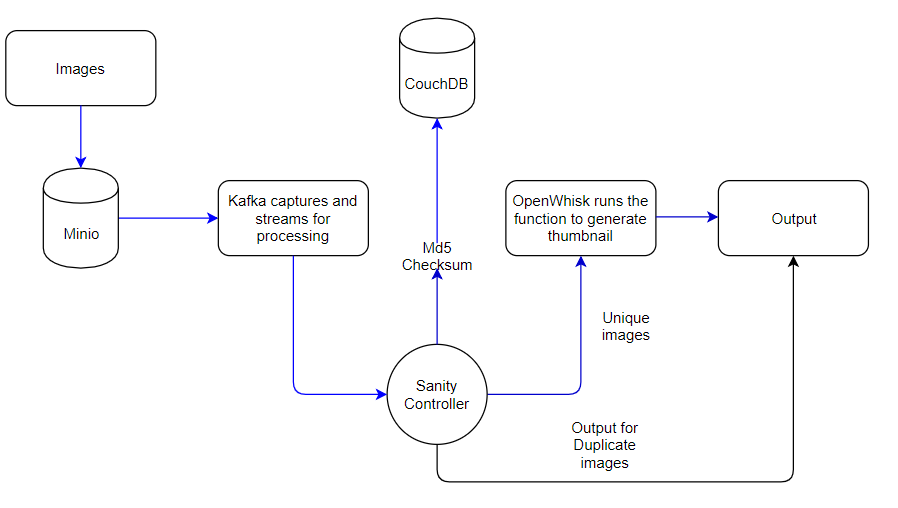 Images
CouchDB
Minio
Kafka captures and
streams for
processing
Md5
Checksum
OpenWhisk runs the
function to generate
thumbnail
Output
Unique
images
Sanity
Controller
Output for
Duplicate
images